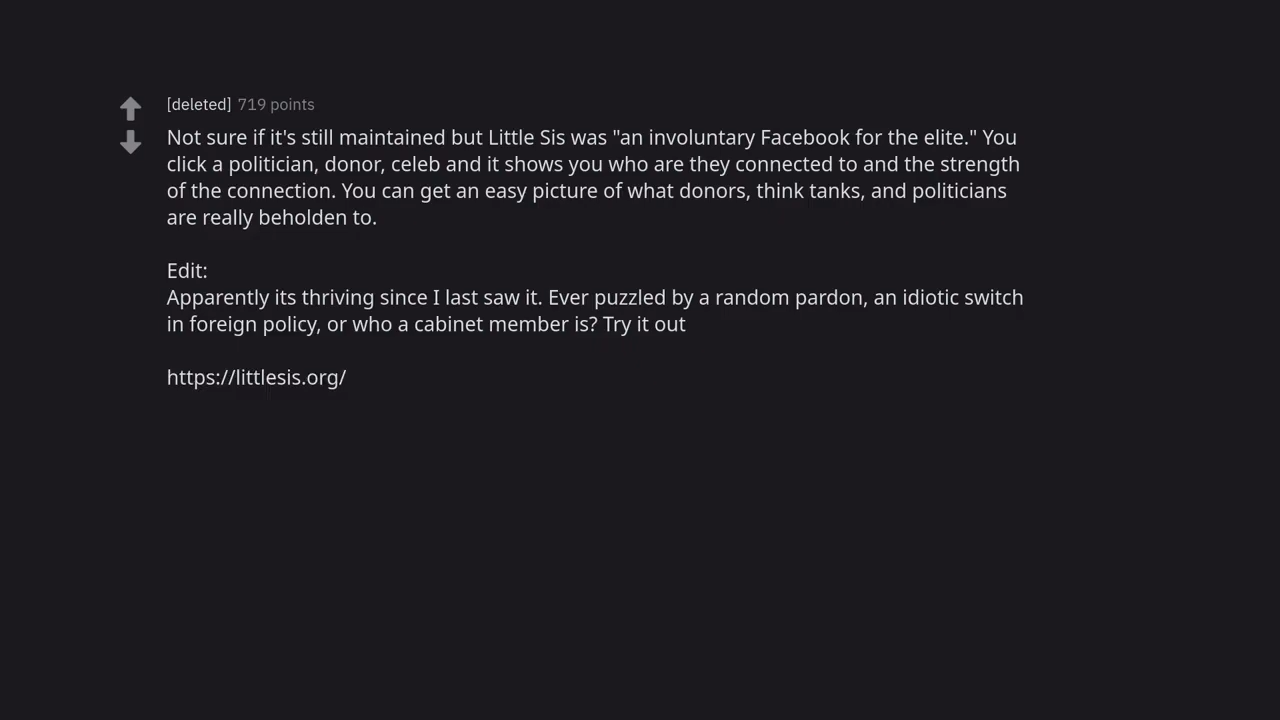 [deleted] 719 points
Not sure if it's still maintained but Little Sis was "an involuntary Facebook for the elite." You
click a politician, donor, celeb and it shows you who are they connected to and the strength
of the connection. You can get an easy picture of what donors, think tanks, and politicians
are really beholden to.
Edit:
Apparently its thriving since I last saw it. Ever puzzled by a random pardon, an idiotic switch
in foreign policy, or who a cabinet member is? Try it out
https://littlesis.org/